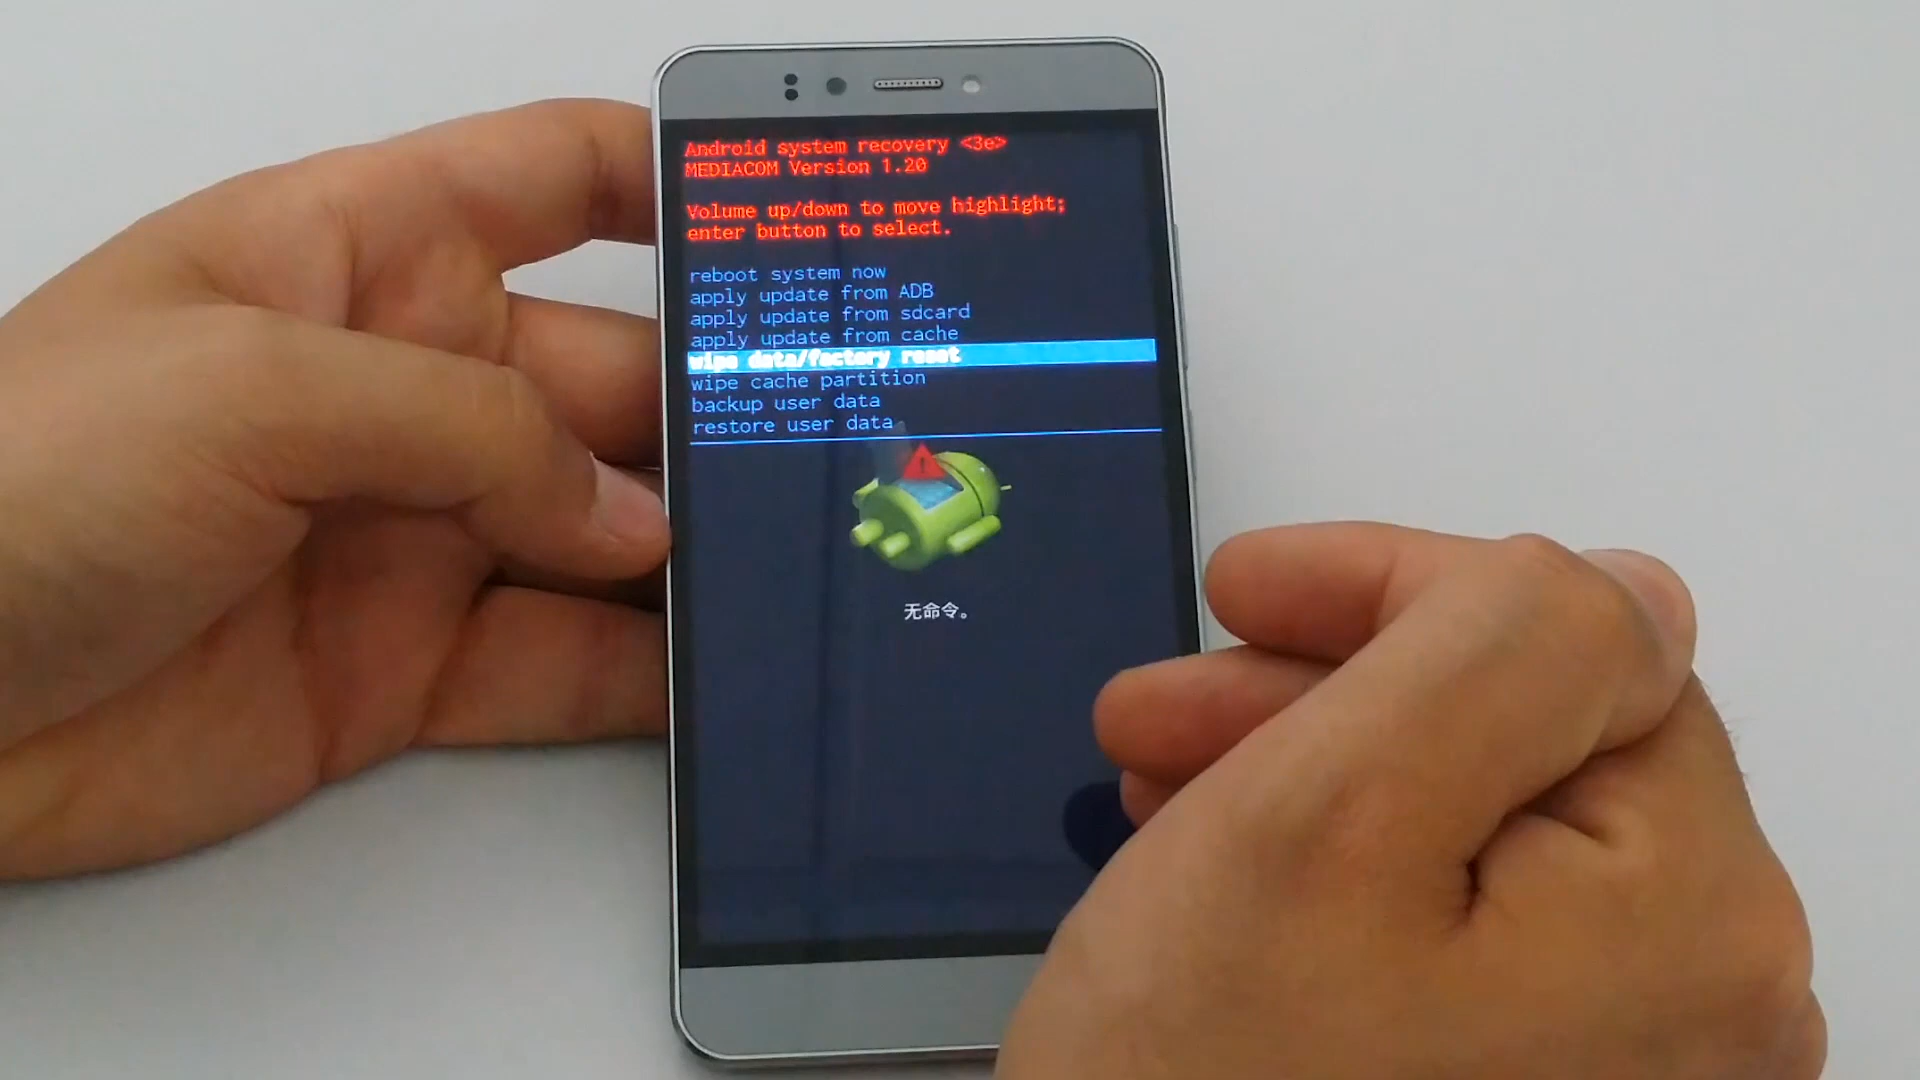 Android system recovery <3e>
MEDIACOM Version 1.20
Volume up/down to move highlight;
enter button to select.
reboot system now
apply update from ADB
apply update from sdcard
apply update from cache
wipe data/factory reset
wipe cache partition
backup user data
restore user data
无命令。